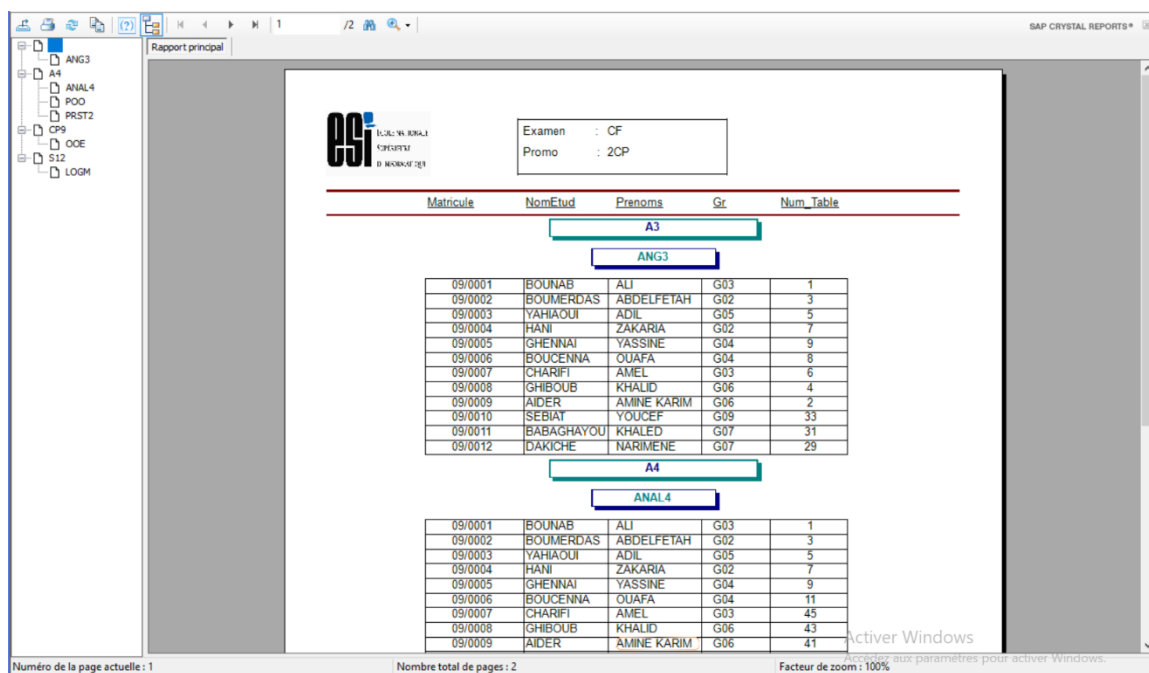 1 /2 SAP CRYSTAL REPORTS®
Rapport principal
ANG3
A4
ANAL4
POO
PRST2
CP9
OOE
S12
LOGM
esi
Examen : CF
Promo : 2CP
Matricule NomEtud Prenoms Gr Num_Table
A3
ANG3
09/0001 BOUNAB ALI G03 1
09/0002 BOUMERDAS ABDELFETAH G02 3
09/0003 YAHIAOUI ADIL G05 5
09/0004 HANI ZAKARIA G02 7
09/0005 GHENNAI YASSINE G04 9
09/0006 BOUCENNA OUAFA G04 8
09/0007 CHARIFI AMEL G03 6
09/0008 GHIBOUB KHALID G06 4
09/0009 AIDER AMINE KARIM G06 2
09/0010 SEBIAT YOUCEF G09 33
09/0011 BABAGHAYOU KHALED G07 31
09/0012 DAKICHE NARIMENE G07 29
A4
ANAL4
09/0001 BOUNAB ALI G03 1
09/0002 BOUMERDAS ABDELFETAH G02 3
09/0003 YAHIAOUI ADIL G05 5
09/0004 HANI ZAKARIA G02 7
09/0005 GHENNAI YASSINE G04 9
09/0006 BOUCENNA OUAFA G04 11
09/0007 CHARIFI AMEL G03 45
09/0008 GHIBOUB KHALID G06 43
09/0009 AIDER AMINE KARIM G06 41
Activer Windows
Accédez aux paramètres pour activer Windows.
Numéro de la page actuelle : 1 Nombre total de pages : 2 Facteur de zoom : 100%